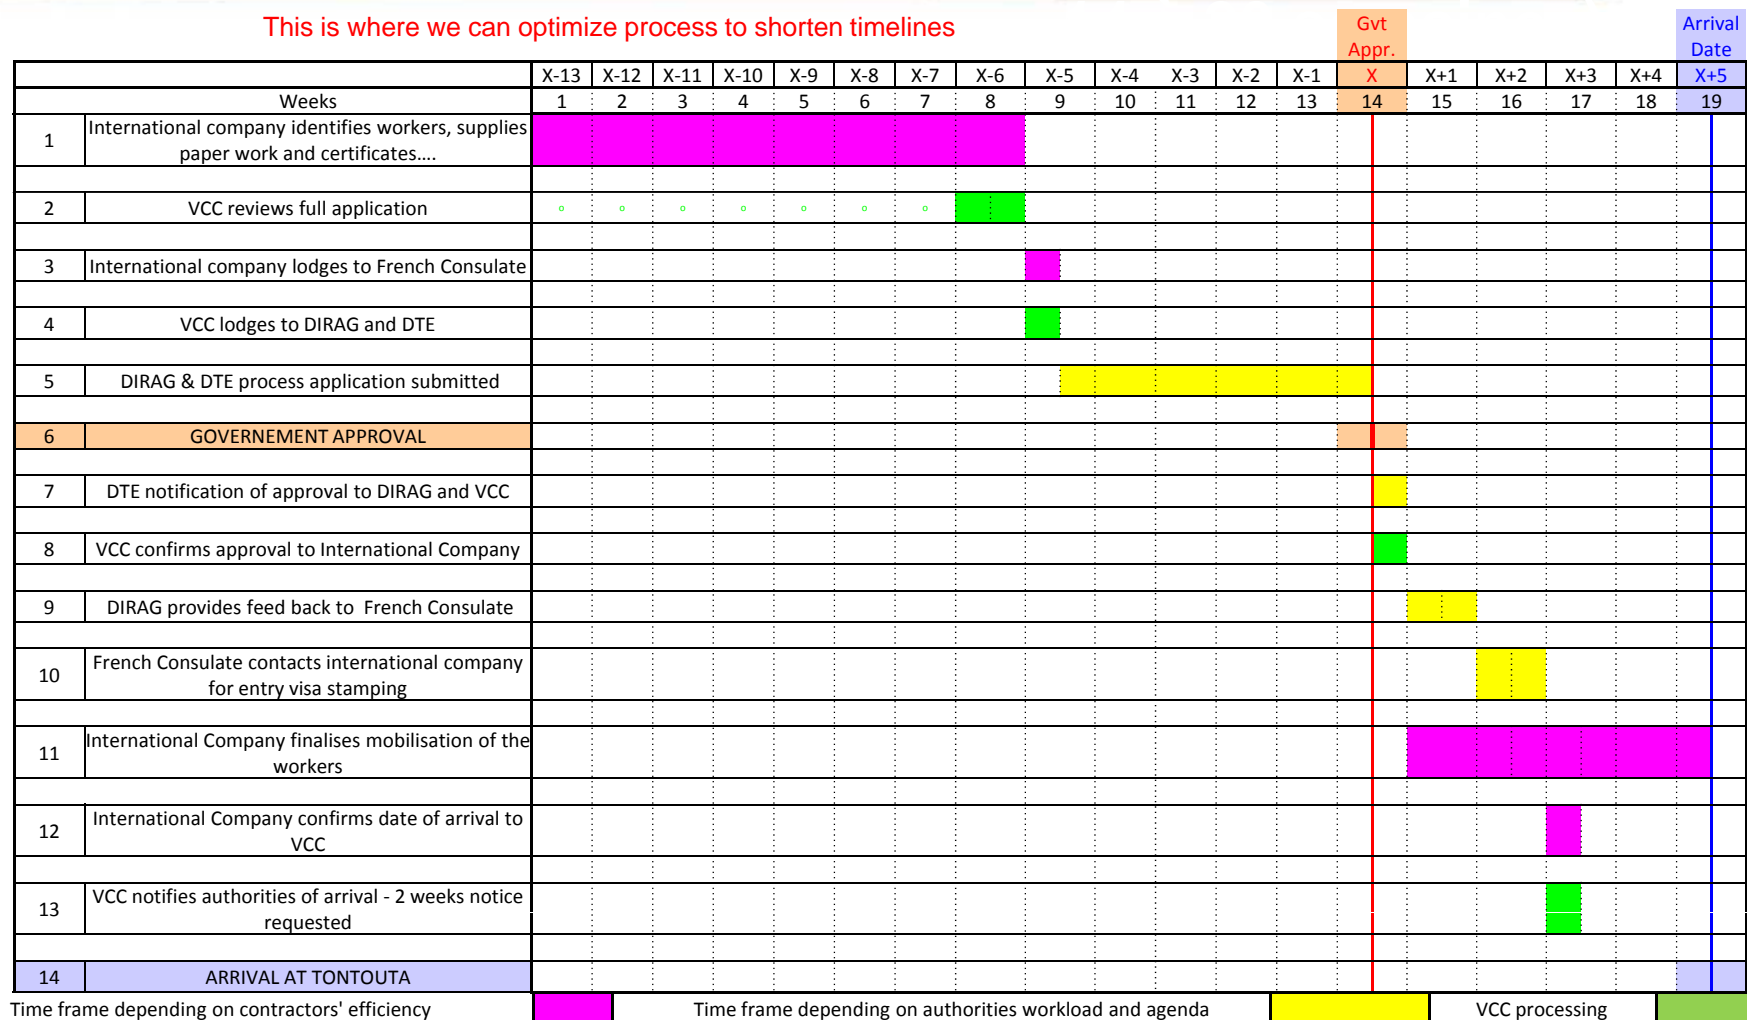 This is where we can optimize process to shorten timelines
Gvt Arrival
Appr. Date
X-13 X-12 X-11 X-10 X-9 X-8 X-7 X-6 X-5 X-4 X-3 X-2 X-1 X X+1 X+2 X+3 X+4 X+5
Weeks 1 2 3 4 5 6 7 8 9 10 11 12 13 14 15 16 17 18 19
1 International company identifies workers, supplies
paper work and certificates....
2 VCC reviews full application
3 International company lodges to French Consulate
4 VCC lodges to DIRAG and DTE
5 DIRAG & DTE process application submitted
6 GOVERNEMENT APPROVAL
7 DTE notification of approval to DIRAG and VCC
8 VCC confirms approval to International Company
9 DIRAG provides feed back to French Consulate
10 French Consulate contacts international company
for entry visa stamping
11 International Company finalises mobilisation of the
workers
12 International Company confirms date of arrival to
VCC
13 VCC notifies authorities of arrival - 2 weeks notice
requested
14 ARRIVAL AT TONTOUTA
Time frame depending on contractors' efficiency Time frame depending on authorities workload and agenda VCC processing